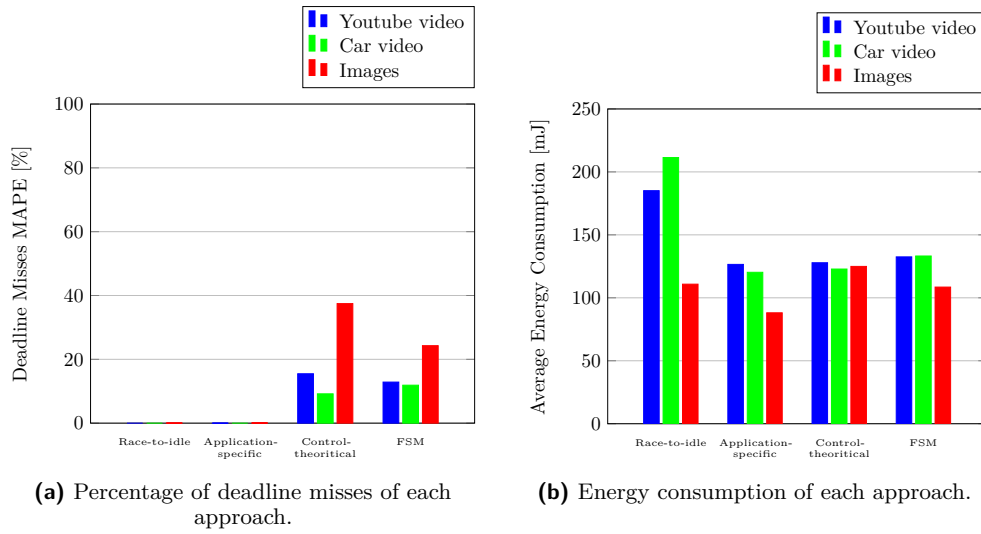 Youtube video
Car video
Images
Deadline Misses MAPE [%]
100
80
60
40
20
0
Race-to-idle
Application-
specific
Control-
theoritical
FSM
(a) Percentage of deadline misses of each
approach.
Youtube video
Car video
Images
Average Energy Consumption [mJ]
250
200
150
100
50
0
Race-to-idle
Application-
specific
Control-
theoritical
FSM
(b) Energy consumption of each approach.